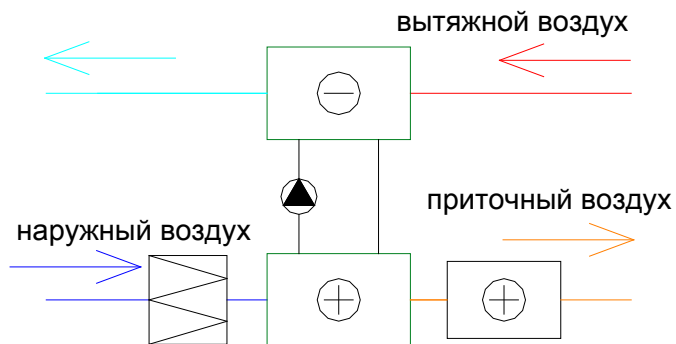 вытяжной воздух
приточный воздух
наружный воздух